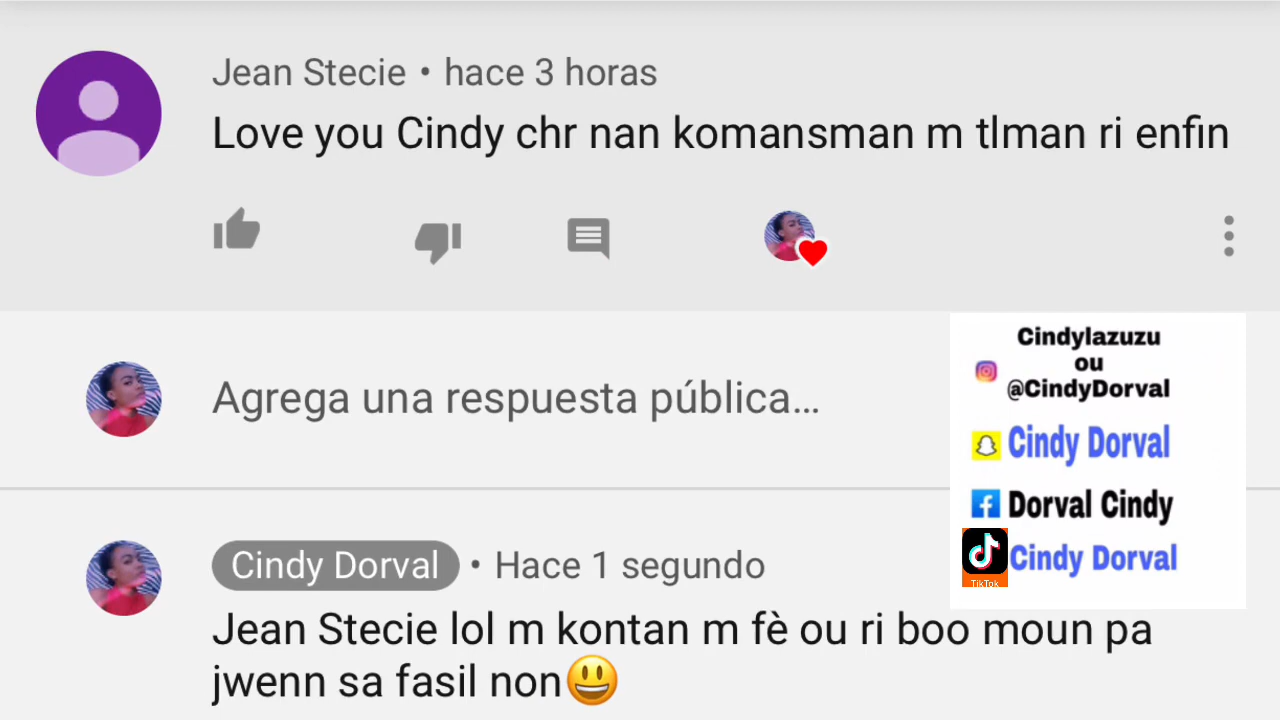 Jean Stecie • hace 3 horas
Love you Cindy chr nan komansman m tlman ri enfin
Agrega una respuesta pública...
Cindylazuzu
ou
@CindyDorval
Cindy Dorval
Dorval Cindy
Cindy Dorval
TikTok
Cindy Dorval • Hace 1 segundo
Jean Stecie lol m kontan m fè ou ri boo moun pa
jwenn sa fasil non😃